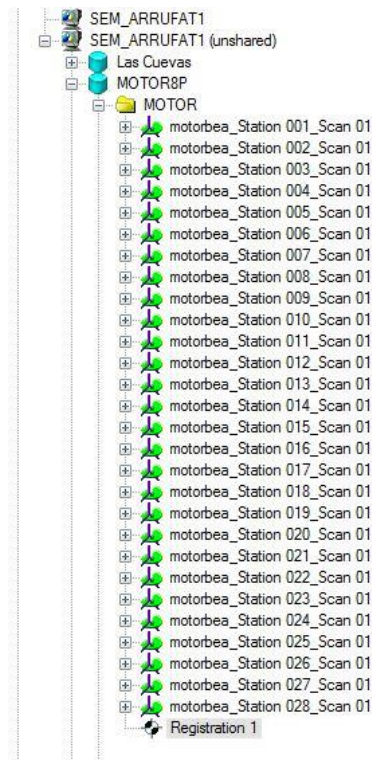 SEM_ARRUFAT1
SEM_ARRUFAT1 (unshared)
Las Cuevas
MOTOR8P
MOTOR
motorbea_Station 001_Scan 01
motorbea_Station 002_Scan 01
motorbea_Station 003_Scan 01
motorbea_Station 004_Scan 01
motorbea_Station 005_Scan 01
motorbea_Station 006_Scan 01
motorbea_Station 007_Scan 01
motorbea_Station 008_Scan 01
motorbea_Station 009_Scan 01
motorbea_Station 010_Scan 01
motorbea_Station 011_Scan 01
motorbea_Station 012_Scan 01
motorbea_Station 013_Scan 01
motorbea_Station 014_Scan 01
motorbea_Station 015_Scan 01
motorbea_Station 016_Scan 01
motorbea_Station 017_Scan 01
motorbea_Station 018_Scan 01
motorbea_Station 019_Scan 01
motorbea_Station 020_Scan 01
motorbea_Station 021_Scan 01
motorbea_Station 022_Scan 01
motorbea_Station 023_Scan 01
motorbea_Station 024_Scan 01
motorbea_Station 025_Scan 01
motorbea_Station 026_Scan 01
motorbea_Station 027_Scan 01
motorbea_Station 028_Scan 01
Registration 1